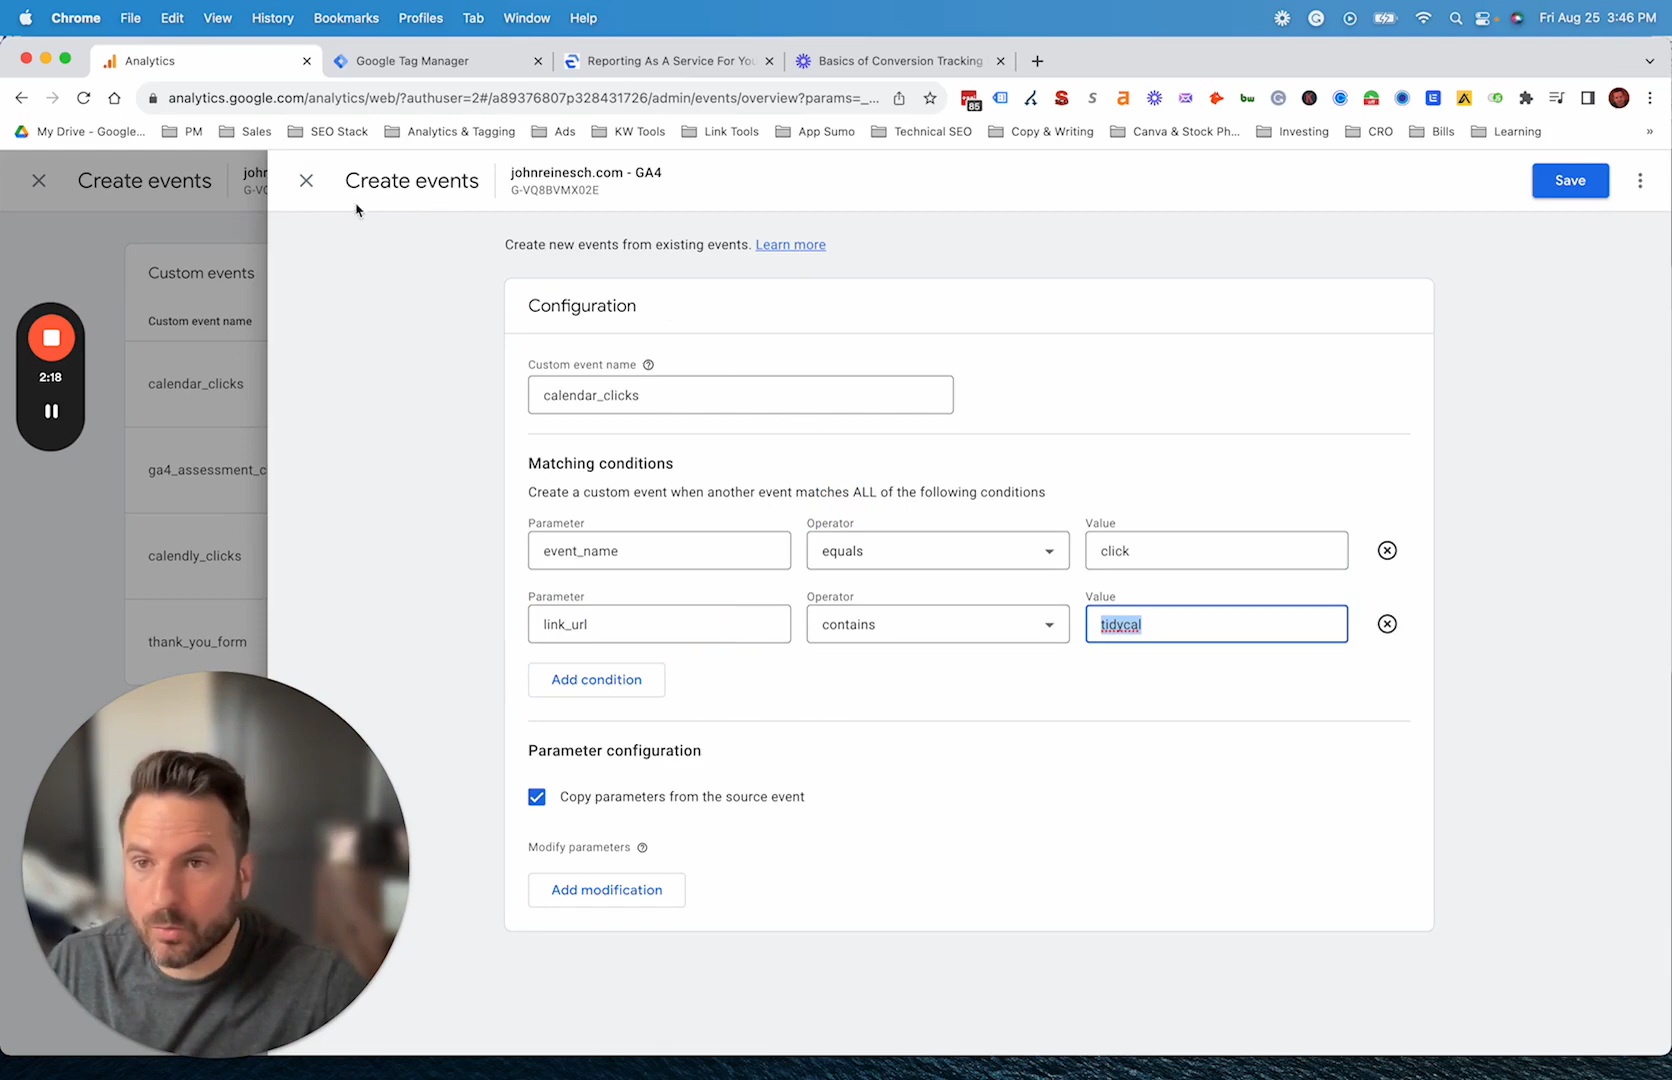 Chrome File Edit View History Bookmarks Profiles Tab Window Help Fri Aug 25 3:46 PM
Analytics Google Tag Manager Reporting As A Service For You Basics of Conversion Tracking
analytics.google.com/analytics/web/?authuser=2#/a89376807p328431726/admin/events/overview?params=_...
85
My Drive - Google... PM Sales SEO Stack Analytics & Tagging Ads KW Tools Link Tools App Sumo Technical SEO Copy & Writing Canva & Stock Ph... Investing CRO Bills Learning »
Create events
johr
G-VQ
Create events
johnreinesch.com - GA4
G-VQ8BVMX02E
Save
Create new events from existing events. Learn more
Custom events
Custom event name
calendar_clicks
ga4_assessment_c
calendly_clicks
thank_you_form
2:18
Configuration
Custom event name
calendar_clicks
Matching conditions
Create a custom event when another event matches ALL of the following conditions
Parameter Operator Value
event_name equals click
Parameter Operator Value
link_url contains tidycal
Add condition
Parameter configuration
Copy parameters from the source event
Modify parameters
Add modification